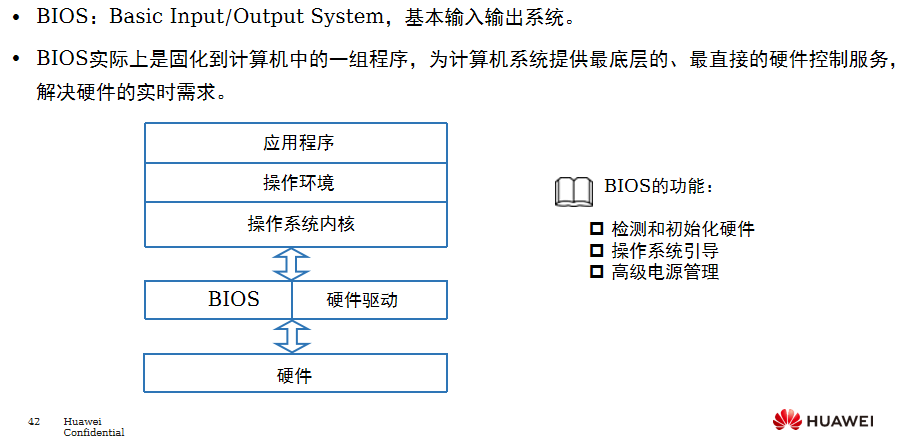 • BIOS：Basic Input/Output System，基本输入输出系统。
• BIOS实际上是固化到计算机中的一组程序，为计算机系统提供最底层的、最直接的硬件控制服务，
解决硬件的实时需求。
应用程序
操作环境
操作系统内核
BIOS
硬件驱动
硬件
BIOS的功能：
检测和初始化硬件
操作系统引导
高级电源管理
42
Huawei
Confidential
HUAWEI